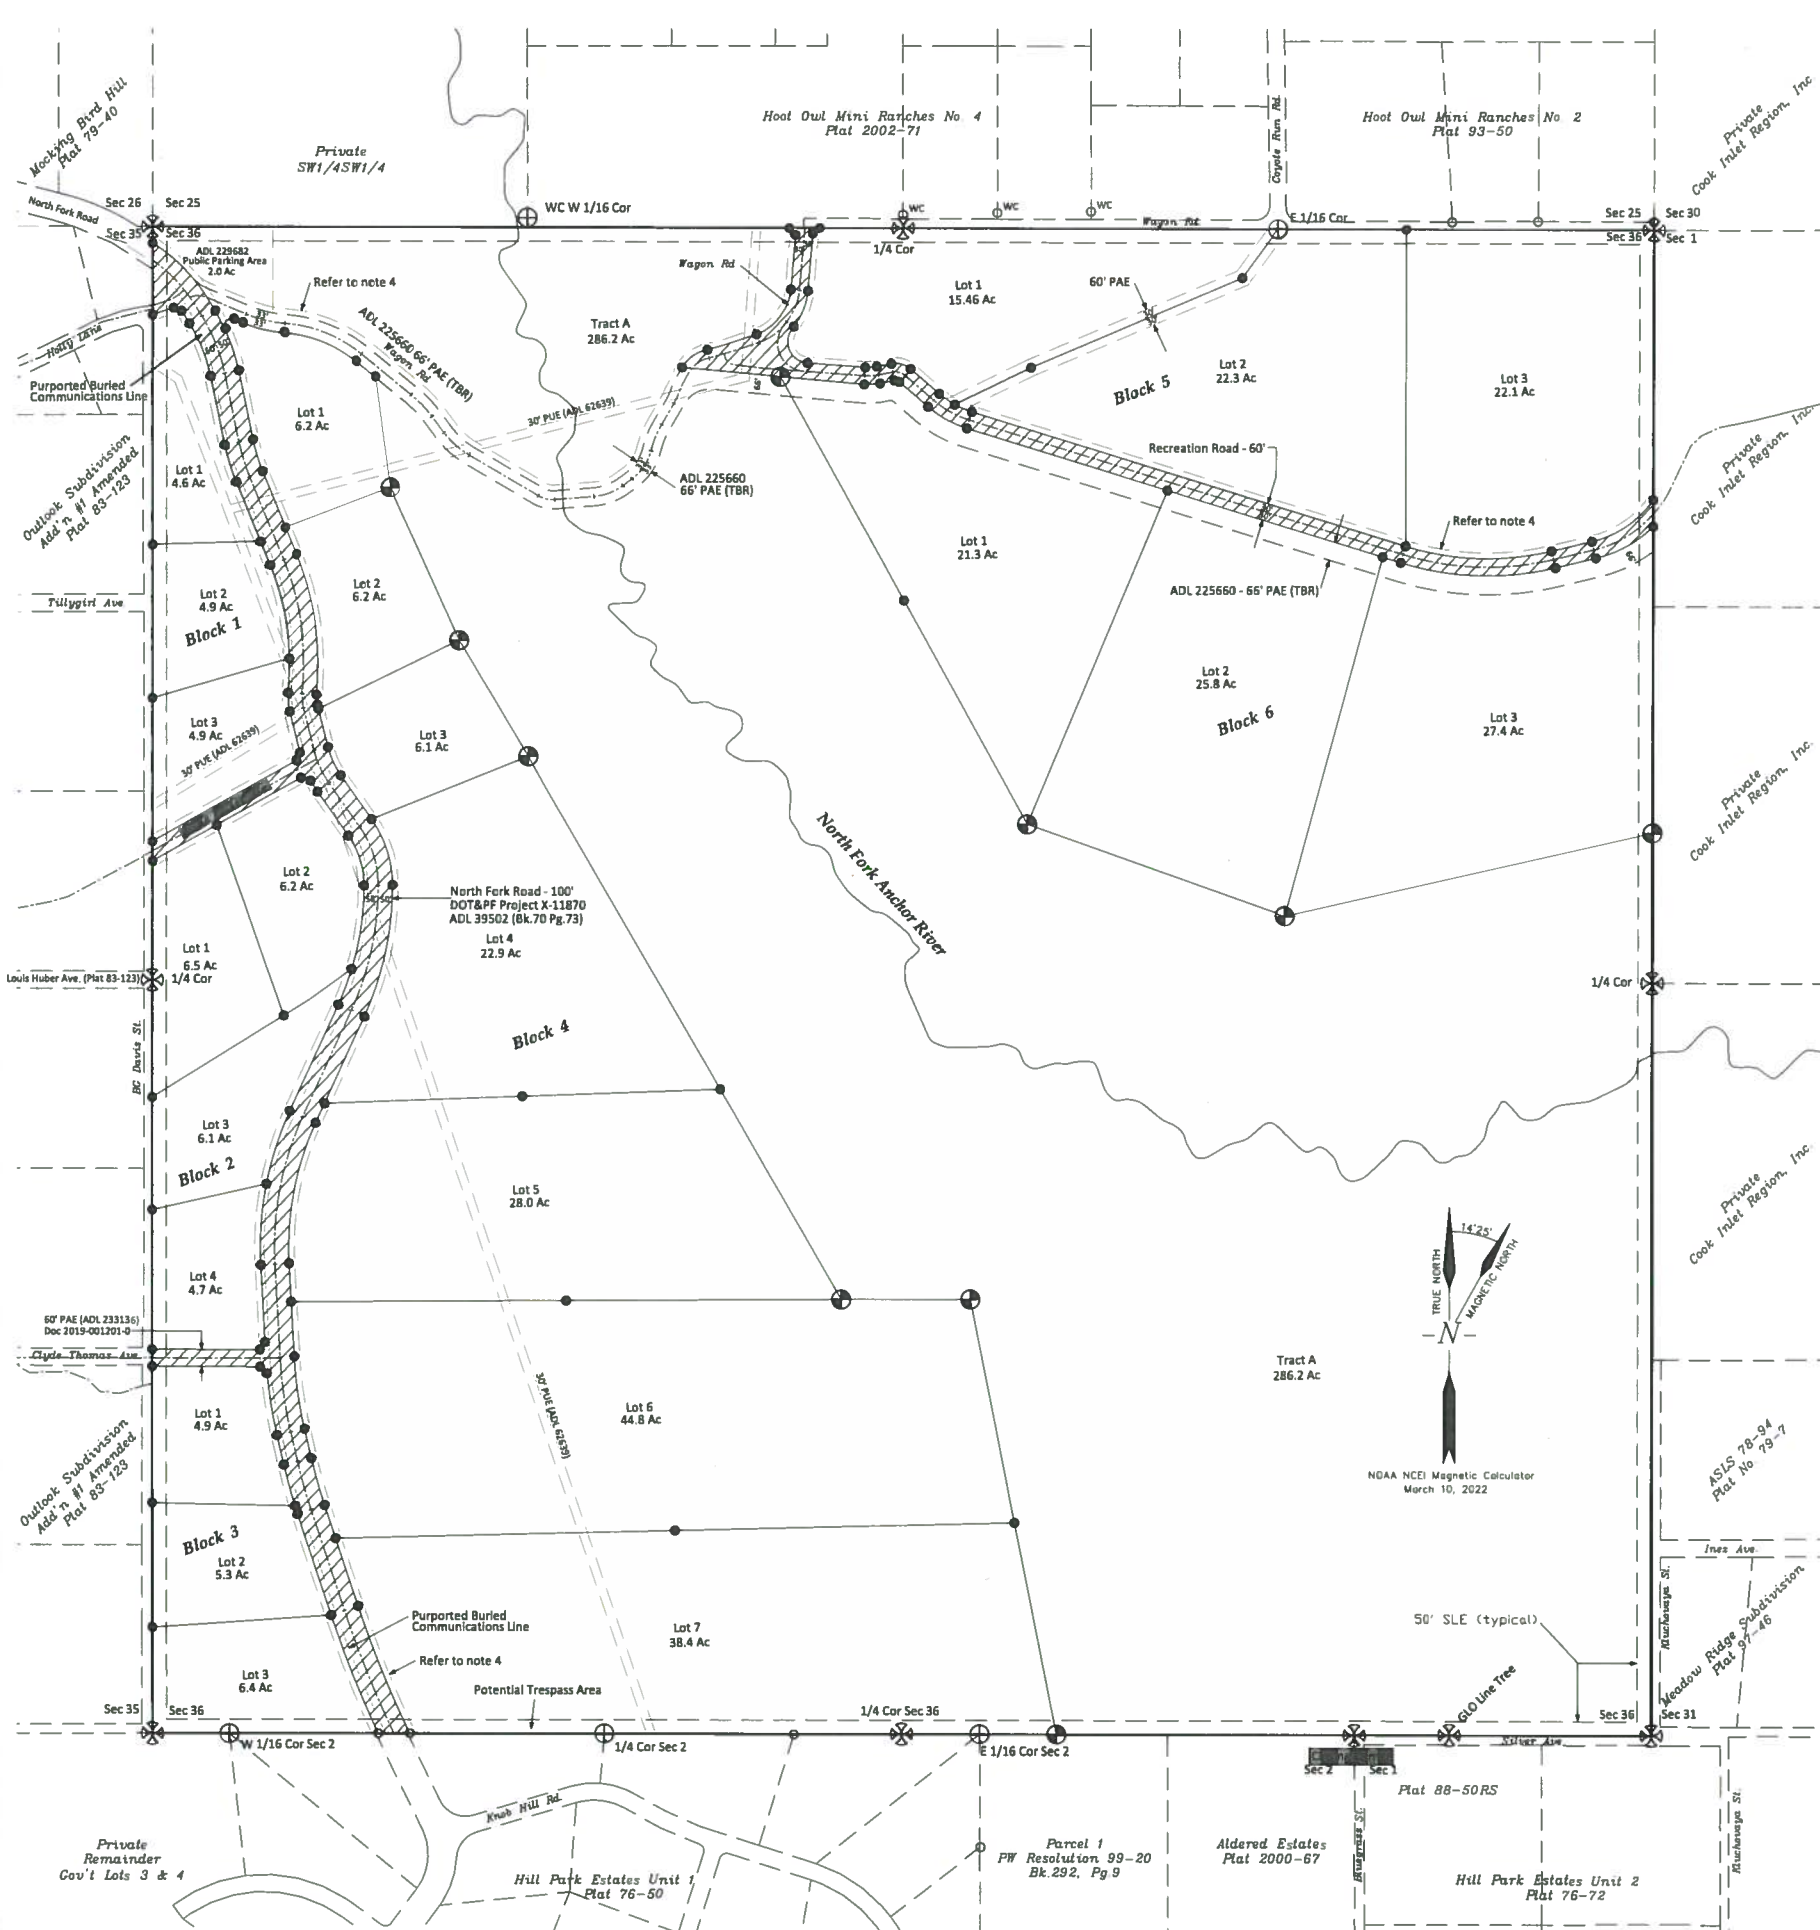 Mocking Bird Hill
Plat 79-40
Private
SW1/4SW1/4
Hoot Owl Mini Ranches No. 4
Plat 2002-71
Coyote Run Rd.
Hoot Owl Mini Ranches No. 2
Plat 93-50
Private
Cook Inlet Region, Inc
North Fork Road
Sec 26
Sec 25
Sec 35
Sec 36
WC W 1/16 Cor
WC
WC
WC
1/4 Cor
Wagon Rd.
E 1/16 Cor
Sec 25
Sec 30
Sec 36
Sec 1
ADL 229682
Public Parking Area
2.0 Ac
Refer to note 4
33'
33'
ADL 225660 66' PAE (TBR)
Wagon Rd
Wagon Rd
Tract A
286.2 Ac
Lot 1
15.46 Ac
60' PAE
Lot 2
22.3 Ac
Block 5
Lot 3
22.1 Ac
Holly Lane
Purported Buried
Communications Line
Lot 1
6.2 Ac
30' PUE (ADL 62639)
66'
Outlook Subdivision
Add'n #1 Amended
Plat 83-123
Lot 1
4.6 Ac
ADL 225660
66' PAE (TBR)
Recreation Road - 60'
Refer to note 4
Private
Cook Inlet Region, Inc.
Lot 1
21.3 Ac
ADL 225660 - 66' PAE (TBR)
Tillygirl Ave
Lot 2
4.9 Ac
Block 1
Lot 2
6.2 Ac
Lot 3
4.9 Ac
30' PUE (ADL 62639)
Lot 3
6.1 Ac
Lot 2
25.8 Ac
Block 6
Lot 3
27.4 Ac
Private
Cook Inlet Region, Inc.
North Fork Anchor River
Lot 2
6.2 Ac
North Fork Road - 100'
DOT&PF Project X-11870
ADL 39502 (Bk.70 Pg.73)
Lot 4
22.9 Ac
Lot 1
6.5 Ac
Louis Huber Ave. (Plat 83-123)
1/4 Cor
1/4 Cor
BG Davis St.
Block 4
Lot 3
6.1 Ac
Block 2
Lot 5
28.0 Ac
Private
Cook Inlet Region, Inc.
Lot 4
4.7 Ac
14°25'
TRUE NORTH
MAGNETIC NORTH
N
60' PAE (ADL 233136)
Doc 2019-001201-0
Clyde Thomas Ave.
Tract A
286.2 Ac
30' PUE (ADL 62639)
Lot 1
4.9 Ac
Lot 6
44.8 Ac
Outlook Subdivision
Add'n #1 Amended
Plat 83-123
NOAA NCEI Magnetic Calculator
March 10, 2022
ASLS 78-94
Plat No. 79-7
Block 3
Lot 2
5.3 Ac
Inez Ave.
Purported Buried
Communications Line
Lot 7
38.4 Ac
50' SLE (typical)
Kluchovaya St.
Meadow Ridge Subdivision
Plat 97-46
Refer to note 4
Lot 3
6.4 Ac
Potential Trespass Area
GLO Line Tree
Sec 35
Sec 36
1/4 Cor Sec 36
Sec 36
Sec 31
W 1/16 Cor Sec 2
1/4 Cor Sec 2
E 1/16 Cor Sec 2
Silver Ave.
Sec 2
Sec 1
Plat 88-50RS
Knob Hill Rd.
Bluegrass St.
Kluchovaya St.
Private
Remainder
Gov't Lots 3 & 4
Hill Park Estates Unit 1
Plat 76-50
Parcel 1
PW Resolution 99-20
Bk.292, Pg.9
Aldered Estates
Plat 2000-67
Hill Park Estates Unit 2
Plat 76-72